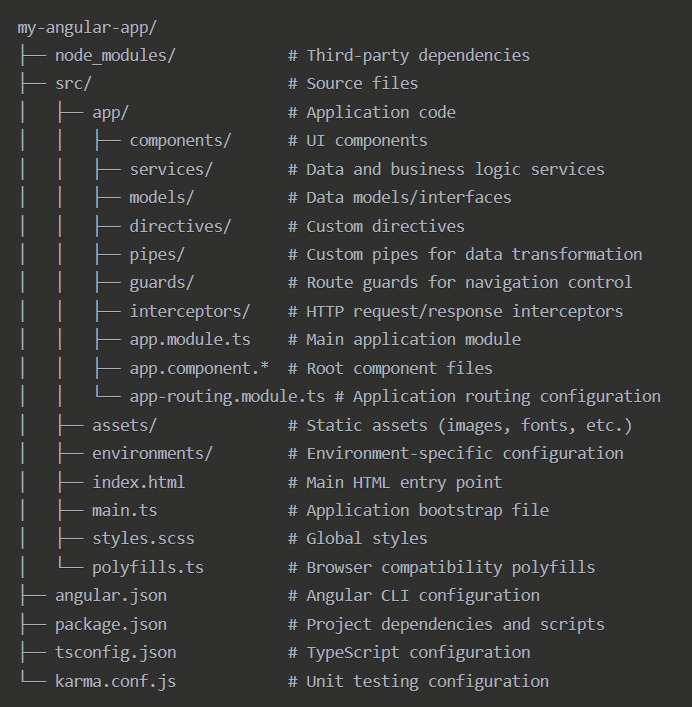 my-angular-app/
├── node_modules/            # Third-party dependencies
├── src/                     # Source files
│   ├── app/                 # Application code
│   │   ├── components/      # UI components
│   │   ├── services/        # Data and business logic services
│   │   ├── models/          # Data models/interfaces
│   │   ├── directives/      # Custom directives
│   │   ├── pipes/           # Custom pipes for data transformation
│   │   ├── guards/          # Route guards for navigation control
│   │   ├── interceptors/    # HTTP request/response interceptors
│   │   ├── app.module.ts    # Main application module
│   │   ├── app.component.*  # Root component files
│   │   └── app-routing.module.ts # Application routing configuration
│   ├── assets/              # Static assets (images, fonts, etc.)
│   ├── environments/        # Environment-specific configuration
│   ├── index.html           # Main HTML entry point
│   ├── main.ts              # Application bootstrap file
│   ├── styles.scss          # Global styles
│   └── polyfills.ts         # Browser compatibility polyfills
├── angular.json             # Angular CLI configuration
├── package.json             # Project dependencies and scripts
├── tsconfig.json            # TypeScript configuration
└── karma.conf.js            # Unit testing configuration